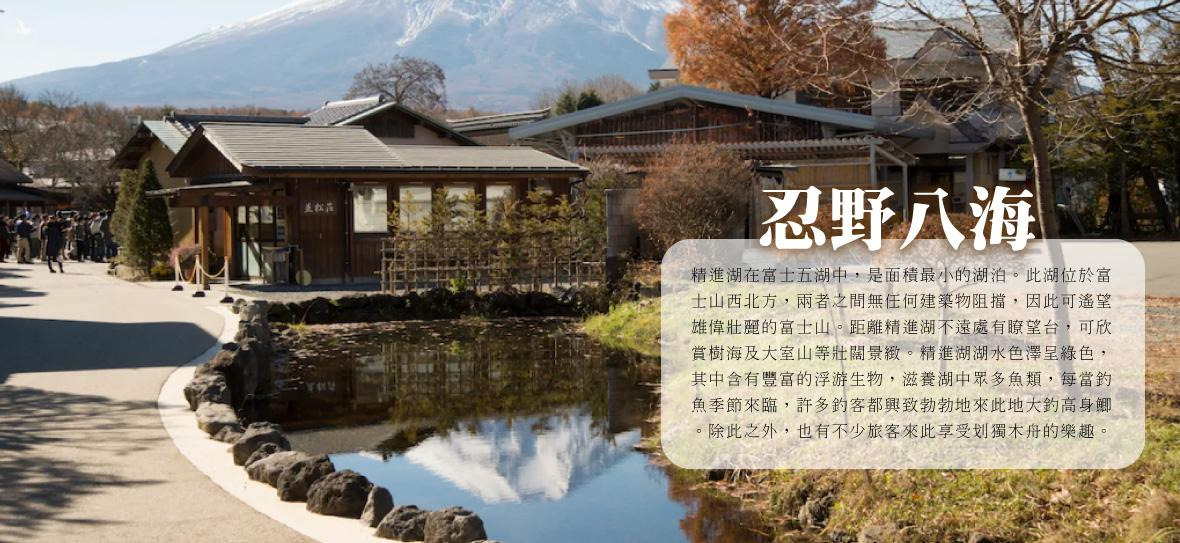 忍野八海
精進湖在富士五湖中，是面積最小的湖泊。此湖位於富
士山西北方，兩者之間無任何建築物阻擋，因此可遙望
雄偉壯麗的富士山。距離精進湖不遠處有瞭望台，可欣
賞樹海及大室山等壯闊景緻。精進湖湖水色澤呈綠色，
其中含有豐富的浮游生物，滋養湖中眾多魚類，每當釣
魚季節來臨，許多釣客都興致勃勃地來此地大釣高身鯽
。除此之外，也有不少旅客來此享受划獨木舟的樂趣。